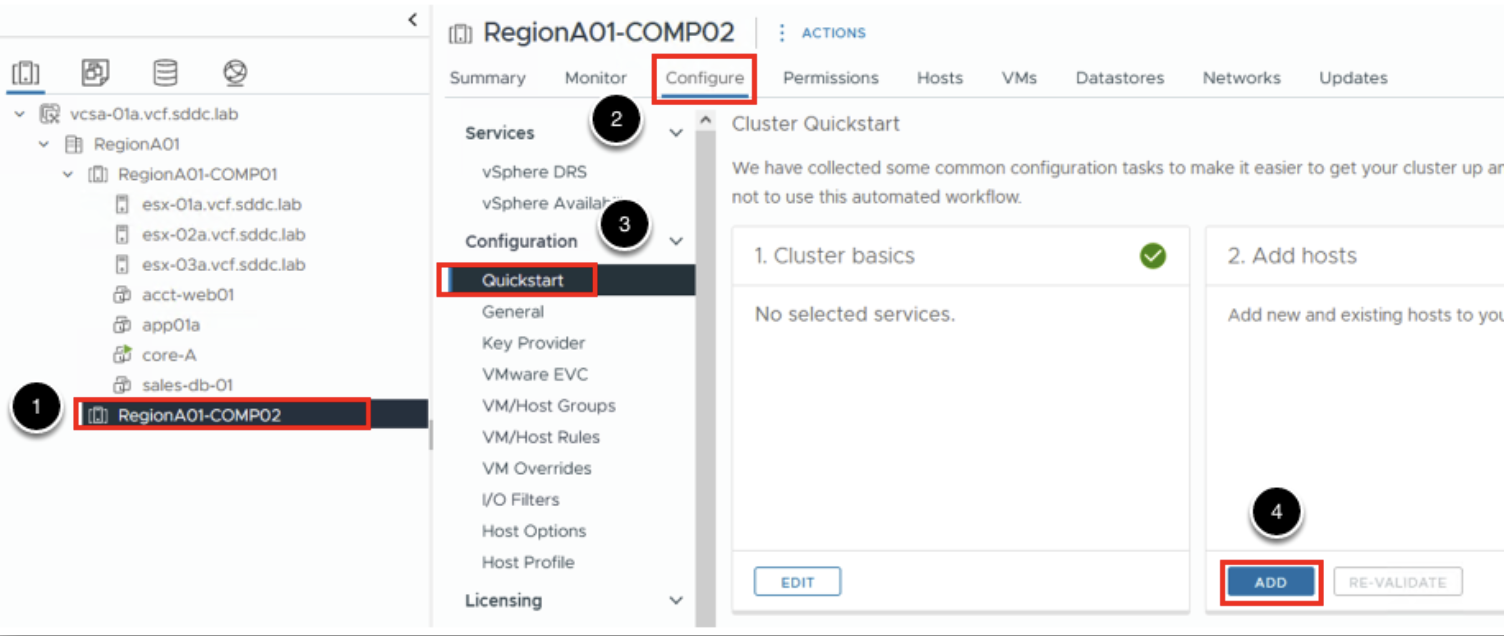 RegionA01-COMP02
ACTIONS
Summary Monitor Configure Permissions Hosts VMs Datastores Networks Updates
vcsa-01a.vcf.sddc.lab
RegionA01
RegionA01-COMP01
esx-01a.vcf.sddc.lab
esx-02a.vcf.sddc.lab
esx-03a.vcf.sddc.lab
acct-web01
app01a
core-A
sales-db-01
1
RegionA01-COMP02
2
Services
vSphere DRS
vSphere
3
Configuration
Quickstart
General
Key Provider
VMware EVC
VM/Host Groups
VM/Host Rules
VM Overrides
I/O Filters
Host Options
Host Profile
Licensing
Cluster Quickstart
We have collected some common configuration tasks to make it easier to get your cluster up
not to use this automated workflow.
1. Cluster basics
No selected services.
EDIT
2. Add hosts
Add new and existing hosts to
4
ADD
RE-VALIDATE